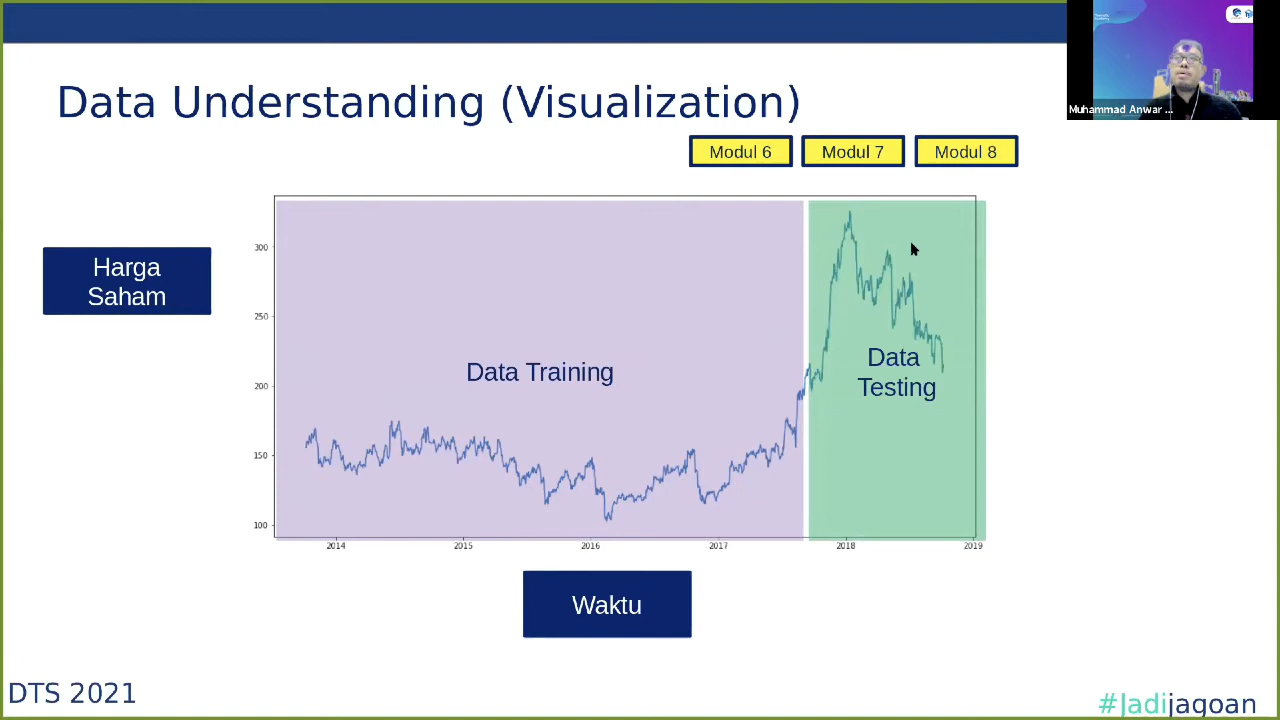 Data Understanding (Visualization)
Muhammad Anwar ...
Modul 6
Modul 7
Modul 8
Harga
Saham
300
250
200
150
100
Data Training
Data
Testing
2014
2015
2016
2017
2018
2019
Waktu
DTS 2021
#Jadijagoan